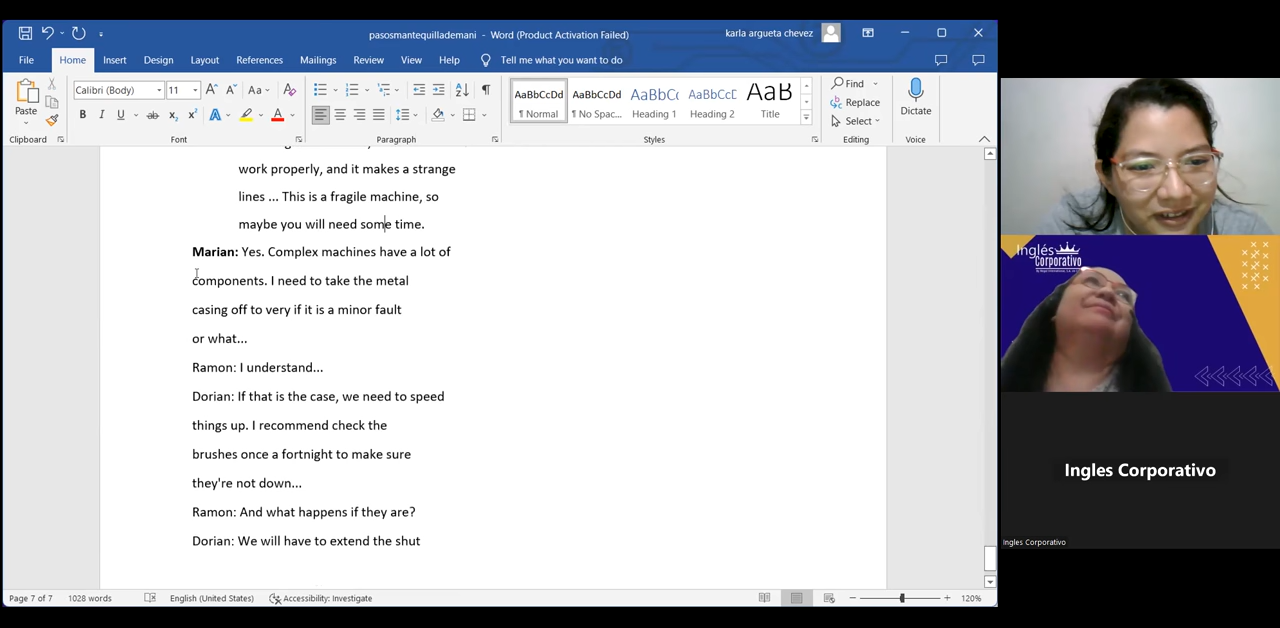 pasosmantequillademani - Word (Product Activation Failed)
karla argueta chevez
File Home Insert Design Layout References Mailings Review View Help Tell me what you want to do
Paste
Clipboard
Calibri (Body) 11
Font
Paragraph
AaBbCcDd AaBbCcDd AaBbC AaBbCcE AaB
¶ Normal ¶ No Spac... Heading 1 Heading 2 Title
Styles
Find
Replace
Select
Editing
Dictate
Voice
work properly, and it makes a strange
lines ... This is a fragile machine, so
maybe you will need some time.
Marian: Yes. Complex machines have a lot of
components. I need to take the metal
casing off to very if it is a minor fault
or what...
Ramon: I understand...
Dorian: If that is the case, we need to speed
things up. I recommend check the
brushes once a fortnight to make sure
they're not down...
Ramon: And what happens if they are?
Dorian: We will have to extend the shut
Page 7 of 7 1028 words English (United States) Accessibility: Investigate 120%
Inglés
Corporativo
Ingles Corporativo
Ingles Corporativo